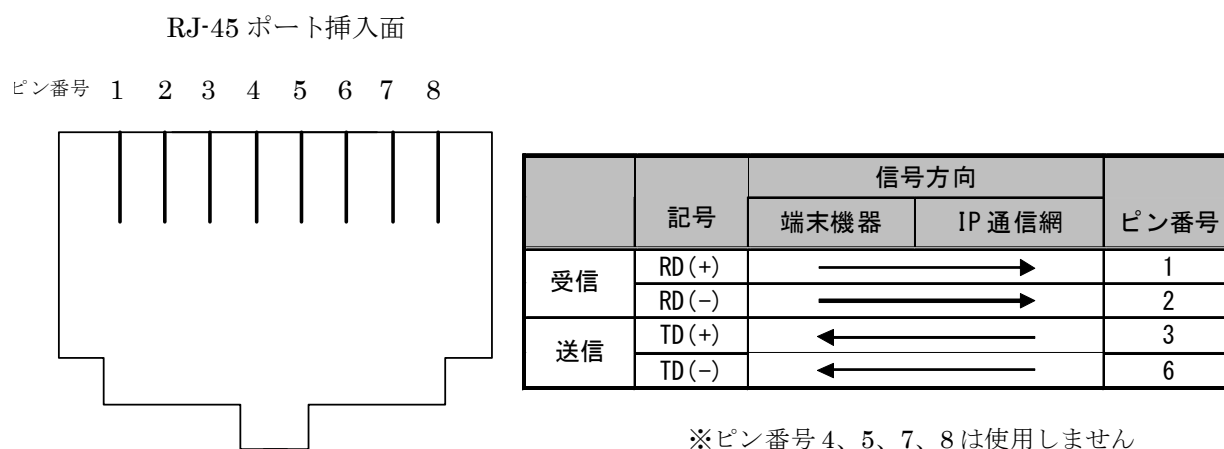 RJ-45 ポート挿入面
ピン番号 1 2 3 4 5 6 7 8
信号方向
記号 端末機器 IP通信網 ピン番号
受信 RD(+) 1
RD(−) 2
送信 TD(+) 3
TD(−) 6
※ピン番号 4、5、7、8 は使用しません